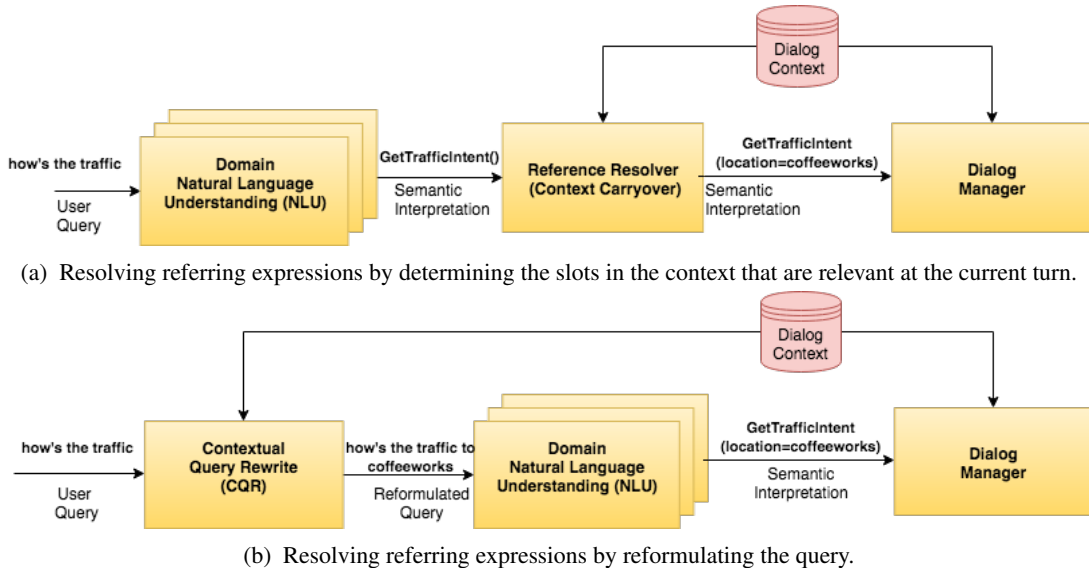 Dialog
Context
how's the traffic
User
Query
Domain
Natural Language
Understanding (NLU)
GetTrafficIntent()
Semantic
Interpretation
Reference Resolver
(Context Carryover)
GetTrafficIntent
(location=coffeeworks)
Semantic
Interpretation
Dialog
Manager
(a) Resolving referring expressions by determining the slots in the context that are relevant at the current turn.
Dialog
Context
how's the traffic
User
Query
Contextual
Query Rewrite
(CQR)
how's the traffic to
coffeeworks
Reformulated
Query
Domain
Natural Language
Understanding (NLU)
GetTrafficIntent
(location=coffeeworks)
Semantic
Interpretation
Dialog
Manager
(b) Resolving referring expressions by reformulating the query.